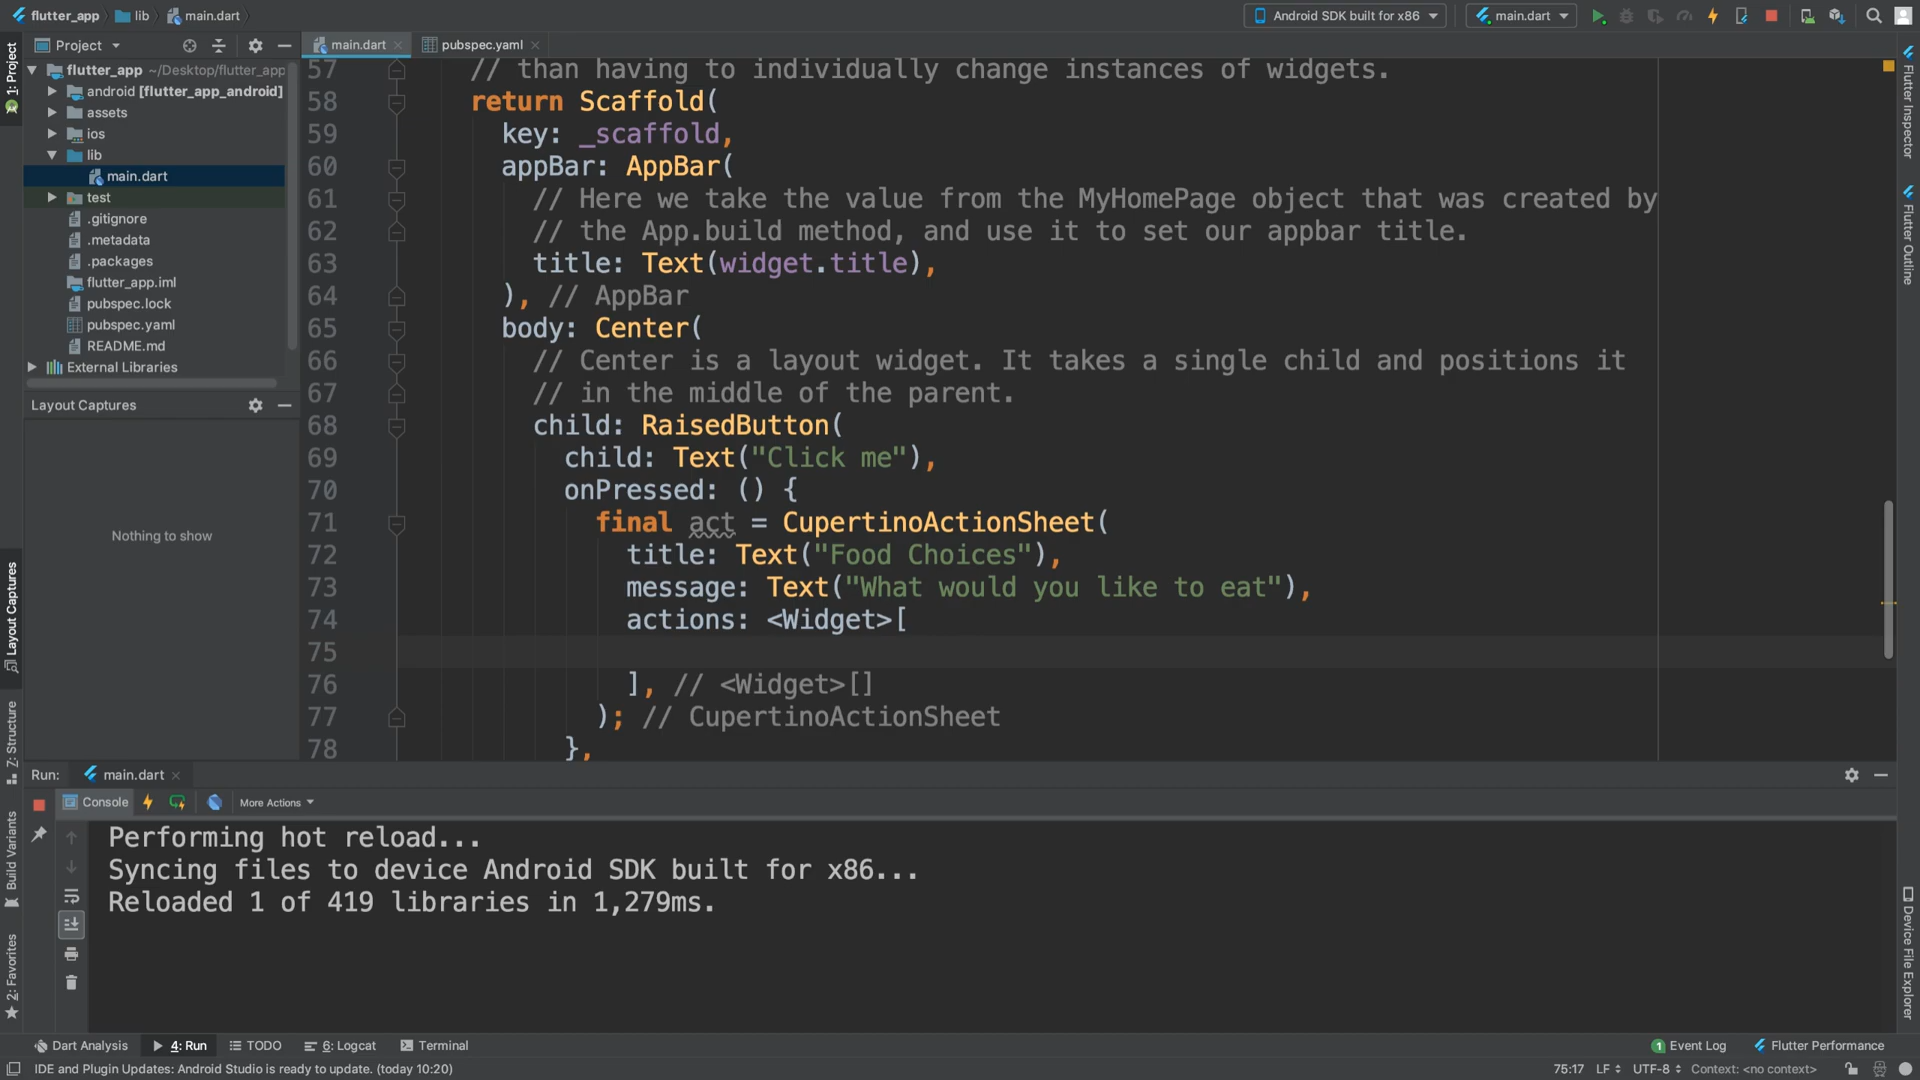 flutter_app
lib
main.dart
Android SDK built for x86
main.dart
Project
main.dart
pubspec.yaml
1: Project
flutter_app ~/Desktop/flutter_app
android [flutter_app_android]
assets
ios
lib
main.dart
test
.gitignore
.metadata
.packages
flutter_app.iml
pubspec.lock
pubspec.yaml
README.md
External Libraries
Layout Captures
Nothing to show
Layout Captures
Z: Structure
Build Variants
2: Favorites
57 // than having to individually change instances of widgets.
58 return Scaffold(
59 key: _scaffold,
60 appBar: AppBar(
61 // Here we take the value from the MyHomePage object that was created by
62 // the App.build method, and use it to set our appbar title.
63 title: Text(widget.title),
64 ), // AppBar
65 body: Center(
66 // Center is a layout widget. It takes a single child and positions it
67 // in the middle of the parent.
68 child: RaisedButton(
69 child: Text("Click me"),
70 onPressed: () {
71 final act = CupertinoActionSheet(
72 title: Text("Food Choices"),
73 message: Text("What would you like to eat"),
74 actions: <Widget>[
75
76 ], // <Widget>[]
77 ); // CupertinoActionSheet
78 },
Flutter Inspector
Flutter Outline
Device File Explorer
Run:
main.dart
Console
More Actions
Performing hot reload...
Syncing files to device Android SDK built for x86...
Reloaded 1 of 419 libraries in 1,279ms.
Dart Analysis
4: Run
TODO
6: Logcat
Terminal
1 Event Log
Flutter Performance
IDE and Plugin Updates: Android Studio is ready to update. (today 10:20)
75:17
LF
UTF-8
Context: <no context>